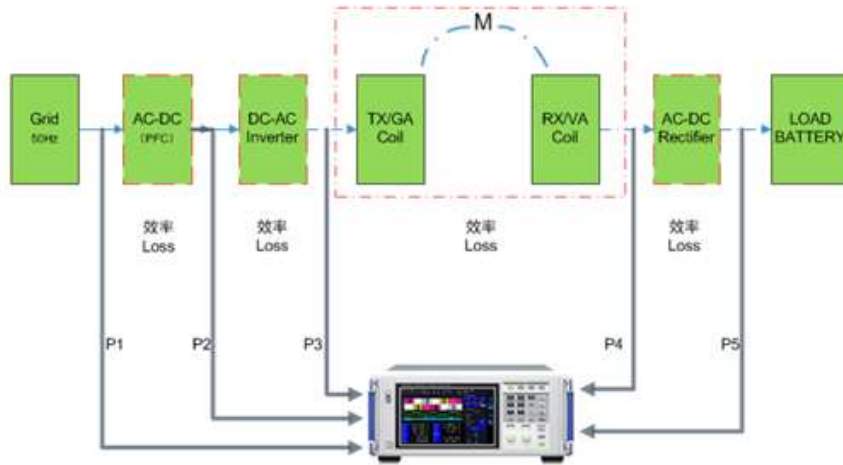 M
Grid
50Hz
AC-DC
(PFC)
DC-AC
Inverter
TX/GA
Coil
RX/VA
Coil
AC-DC
Rectifier
LOAD
BATTERY
效率
Loss
效率
Loss
效率
Loss
效率
Loss
P1
P2
P3
P4
P5